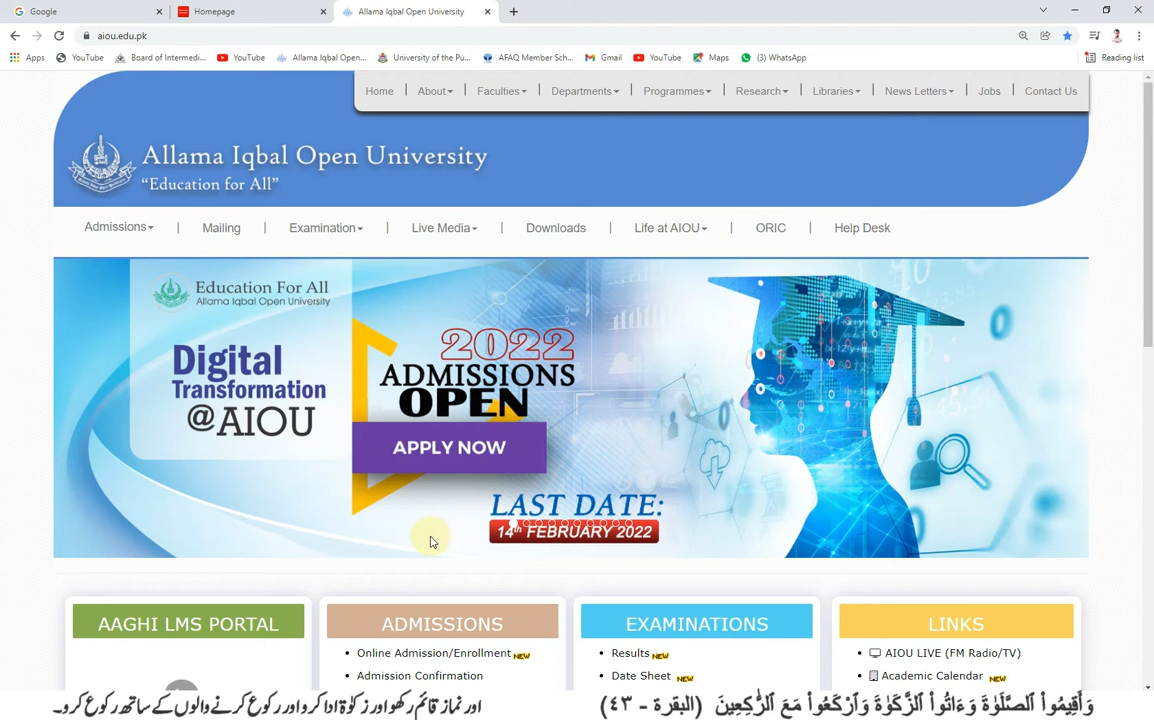 Google
Homepage
Allama Iqbal Open University
aiou.edu.pk
Apps
YouTube
Board of Intermedi...
YouTube
Allama Iqbal Open...
University of the Pu...
AFAQ Member Sch...
Gmail
YouTube
Maps
(3) WhatsApp
Reading list
Home
About
Faculties
Departments
Programmes
Research
Libraries
News Letters
Jobs
Contact Us
Allama Iqbal Open University
“Education for All”
Admissions
Mailing
Examination
Live Media
Downloads
Life at AIOU
ORIC
Help Desk
Education For All
Allama Iqbal Open University
Digital
Transformation
@AIOU
2022
ADMISSIONS
OPEN
APPLY NOW
LAST DATE:
14th FEBRUARY 2022
AAGHI LMS PORTAL
ADMISSIONS
Online Admission/Enrollment NEW
Admission Confirmation
EXAMINATIONS
Results NEW
Date Sheet NEW
LINKS
AIOU LIVE (FM Radio/TV)
Academic Calendar NEW
وَأَقِيمُوا۟ ٱلصَّلَوٰةَ وَءَاتُوا۟ ٱلزَّكَوٰةَ وَٱرْكَعُوا۟ مَعَ ٱلرَّٰكِعِينَ (البقرة - ٤٣)
اور نماز قائم رکھو اور زکوٰۃ ادا کرو اور رکوع کرنے والوں کے ساتھ رکوع کرو۔